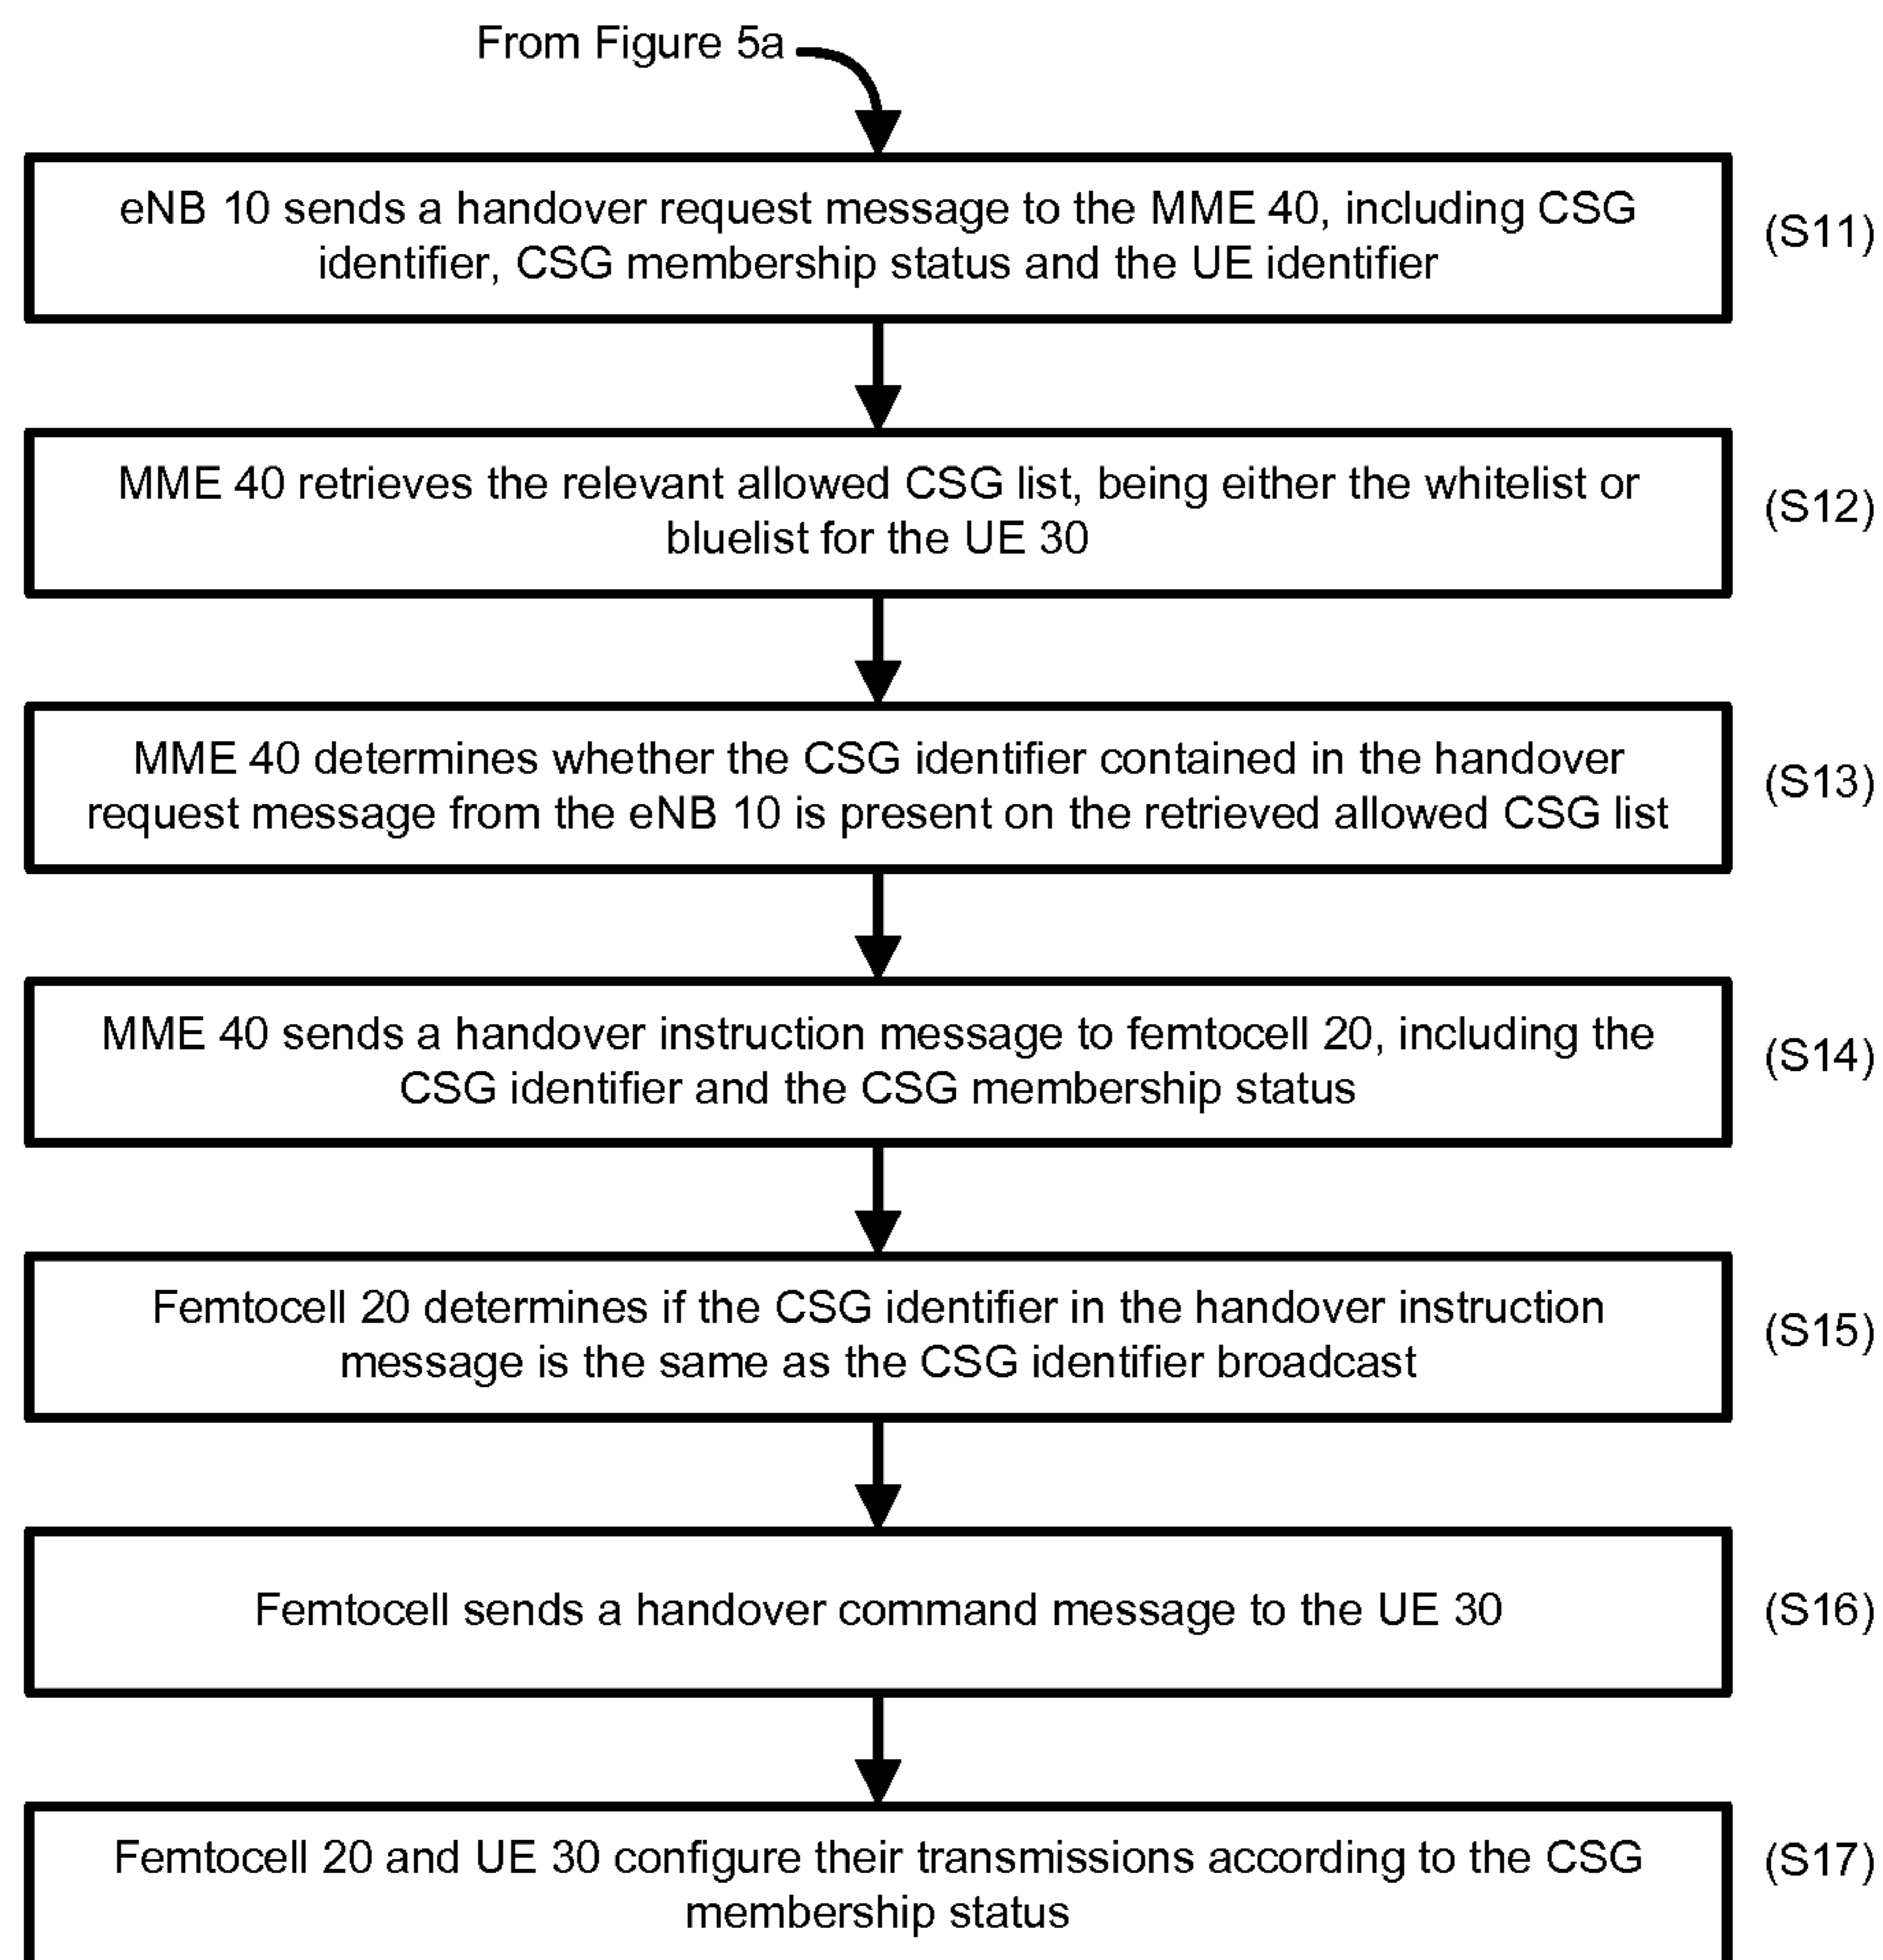 From Figure 5a
eNB 10 sends a handover request message to the MME 40, including CSG
identifier, CSG membership status and the UE identifier
(S11)
MME 40 retrieves the relevant allowed CSG list, being either the whitelist or
bluelist for the UE 30
(S12)
MME 40 determines whether the CSG identifier contained in the handover
request message from the eNB 10 is present on the retrieved allowed CSG list
(S13)
MME 40 sends a handover instruction message to femtocell 20, including the
CSG identifier and the CSG membership status
(S14)
Femtocell 20 determines if the CSG identifier in the handover instruction
message is the same as the CSG identifier broadcast
(S15)
Femtocell sends a handover command message to the UE 30
(S16)
Femtocell 20 and UE 30 configure their transmissions according to the CSG
membership status
(S17)